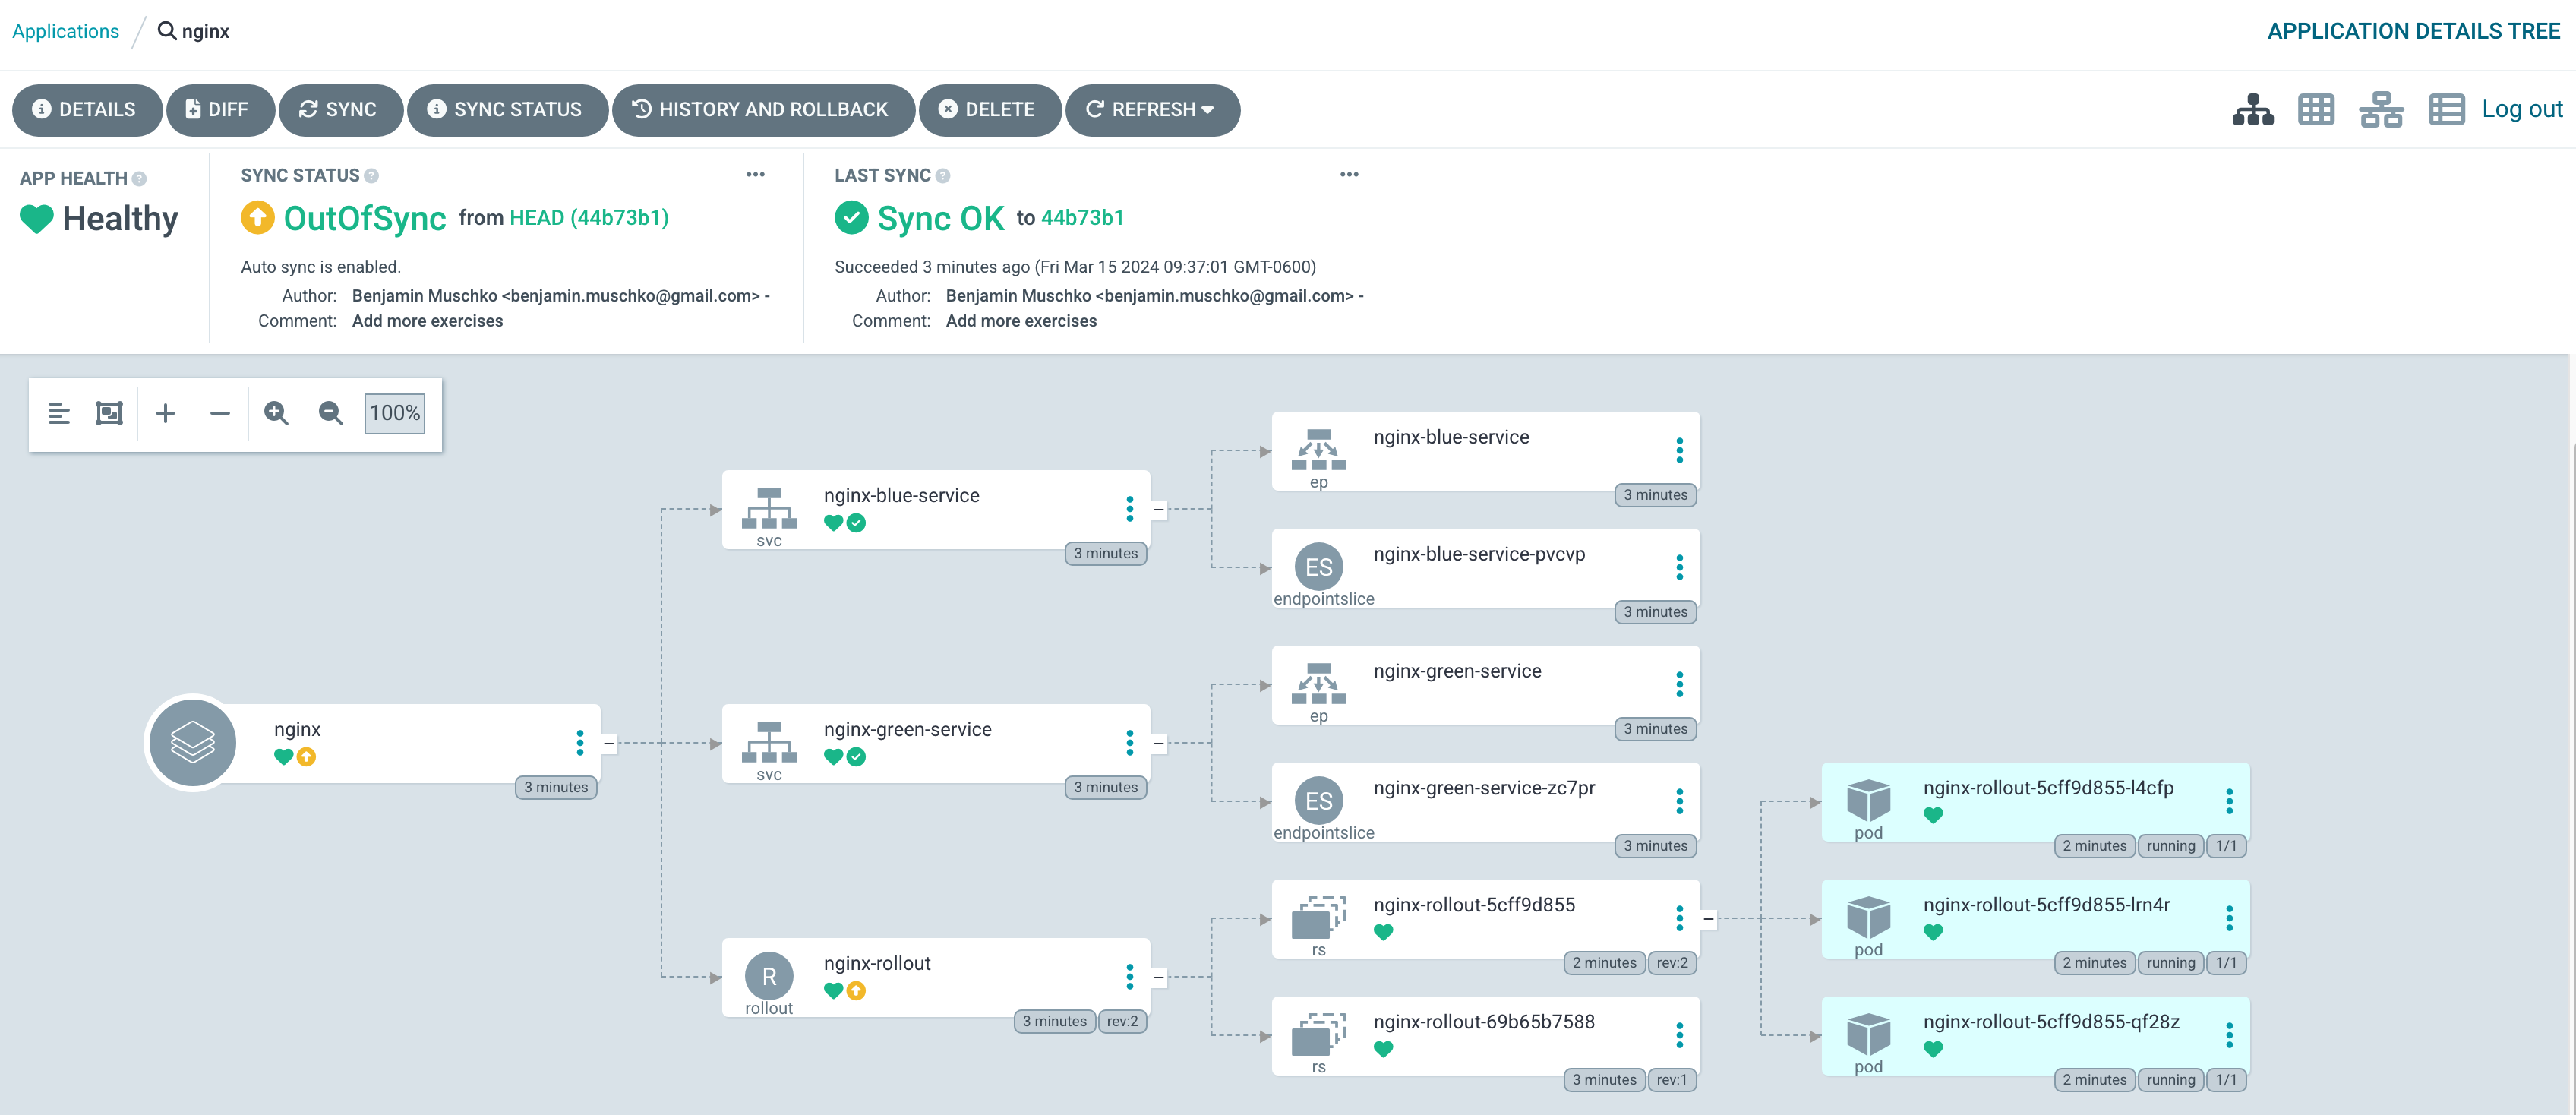 Applications / nginx
APPLICATION DETAILS TREE
DETAILS
DIFF
SYNC
SYNC STATUS
HISTORY AND ROLLBACK
DELETE
REFRESH
Log out
APP HEALTH
Healthy
SYNC STATUS
OutOfSync from HEAD (44b73b1)
Auto sync is enabled.
Author: Benjamin Muschko <benjamin.muschko@gmail.com> -
Comment: Add more exercises
LAST SYNC
Sync OK to 44b73b1
Succeeded 3 minutes ago (Fri Mar 15 2024 09:37:01 GMT-0600)
Author: Benjamin Muschko <benjamin.muschko@gmail.com> -
Comment: Add more exercises
100%
nginx
3 minutes
nginx-blue-service
svc
3 minutes
nginx-green-service
svc
3 minutes
R
nginx-rollout
rollout
3 minutes
rev:2
nginx-blue-service
ep
3 minutes
ES
nginx-blue-service-pvcvp
endpointslice
3 minutes
nginx-green-service
ep
3 minutes
ES
nginx-green-service-zc7pr
endpointslice
3 minutes
nginx-rollout-5cff9d855
rs
2 minutes
rev:2
nginx-rollout-69b65b7588
rs
3 minutes
rev:1
nginx-rollout-5cff9d855-l4cfp
pod
2 minutes
running
1/1
nginx-rollout-5cff9d855-lrn4r
pod
2 minutes
running
1/1
nginx-rollout-5cff9d855-qf28z
pod
2 minutes
running
1/1